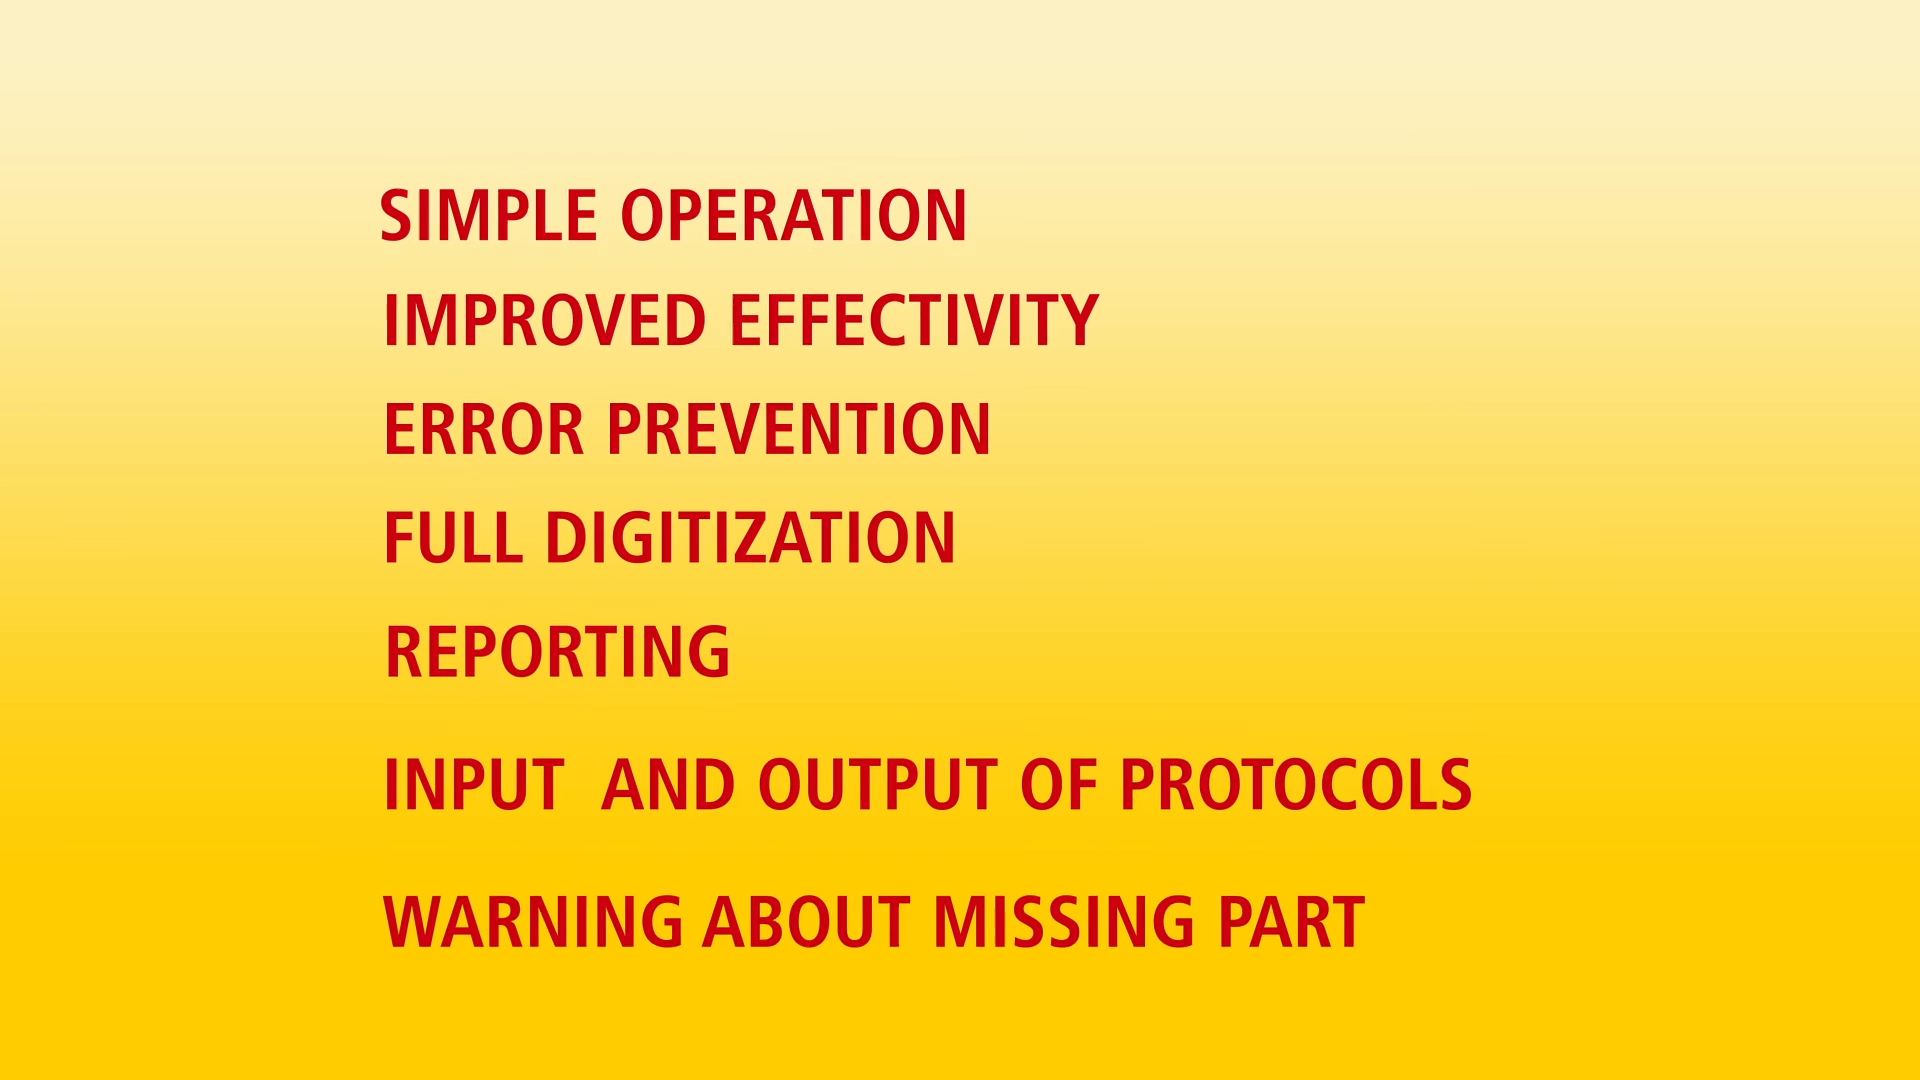 SIMPLE OPERATION
IMPROVED EFFECTIVITY
ERROR PREVENTION
FULL DIGITIZATION
REPORTING
INPUT  AND OUTPUT OF PROTOCOLS
WARNING ABOUT MISSING PART